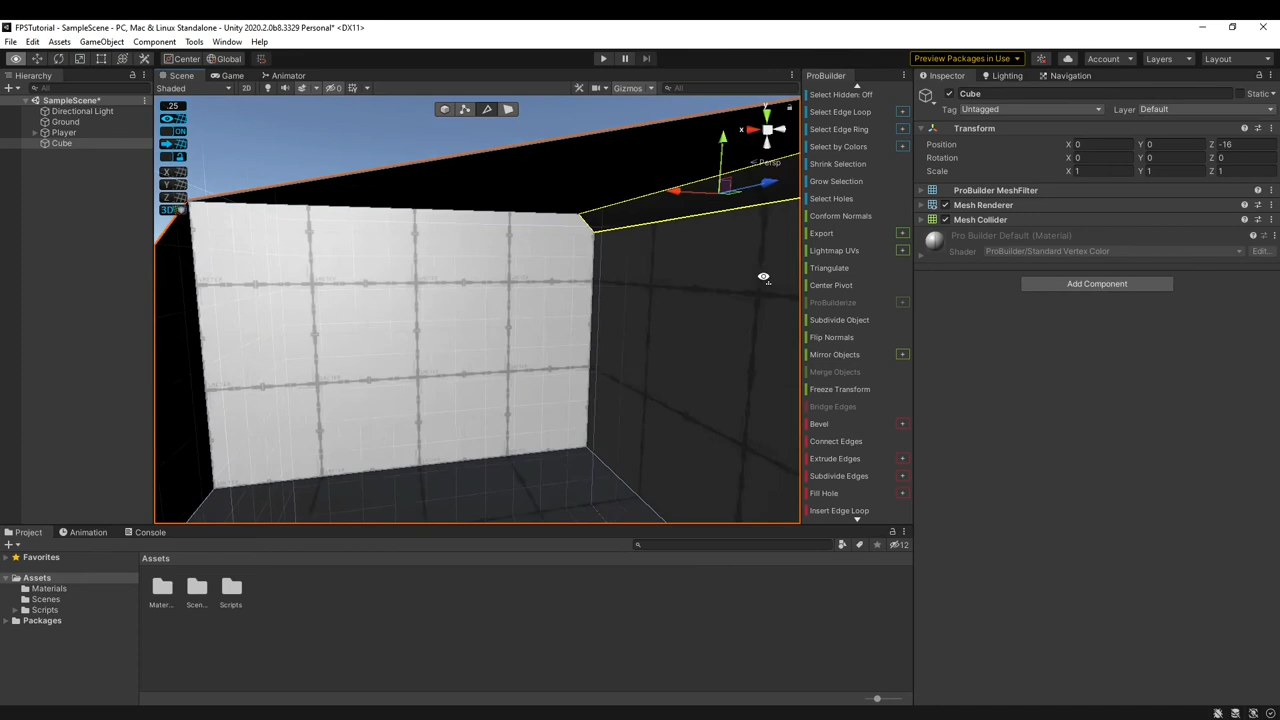 FPSTutorial - SampleScene - PC, Mac & Linux Standalone - Unity 2020.2.0b8.3329 Personal* <DX11>
File Edit Assets GameObject Component Tools Window Help
Center Global Preview Packages in Use Account Layers Layout
Hierarchy Scene Game Animator ProBuilder Inspector Lighting Navigation
All Shaded 2D 0 Gizmos All
SampleScene*
Directional Light
Ground
Player
Cube
.25
ON
X
Y
Z
3D
y
x
Persp
Select Hidden: Off
Select Edge Loop
Select Edge Ring
Select by Colors
Shrink Selection
Grow Selection
Select Holes
Conform Normals
Export
Lightmap UVs
Triangulate
Center Pivot
ProBuilderize
Subdivide Object
Flip Normals
Mirror Objects
Merge Objects
Freeze Transform
Bridge Edges
Bevel
Connect Edges
Extrude Edges
Subdivide Edges
Fill Hole
Insert Edge Loop
Cube Static
Tag Untagged Layer Default
Transform
Position X 0 Y 0 Z -16
Rotation X 0 Y 0 Z 0
Scale X 1 Y 1 Z 1
ProBuilder MeshFilter
Mesh Renderer
Mesh Collider
Pro Builder Default (Material)
Shader ProBuilder/Standard Vertex Color Edit...
Add Component
Project Animation Console
12
Favorites
Assets
Materials
Scenes
Scripts
Packages
Assets
Mater... Scen... Scripts